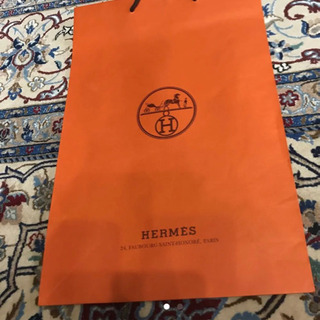 H
HERMÈS
24, FAUBOURG SAINT-HONORÉ, PARIS